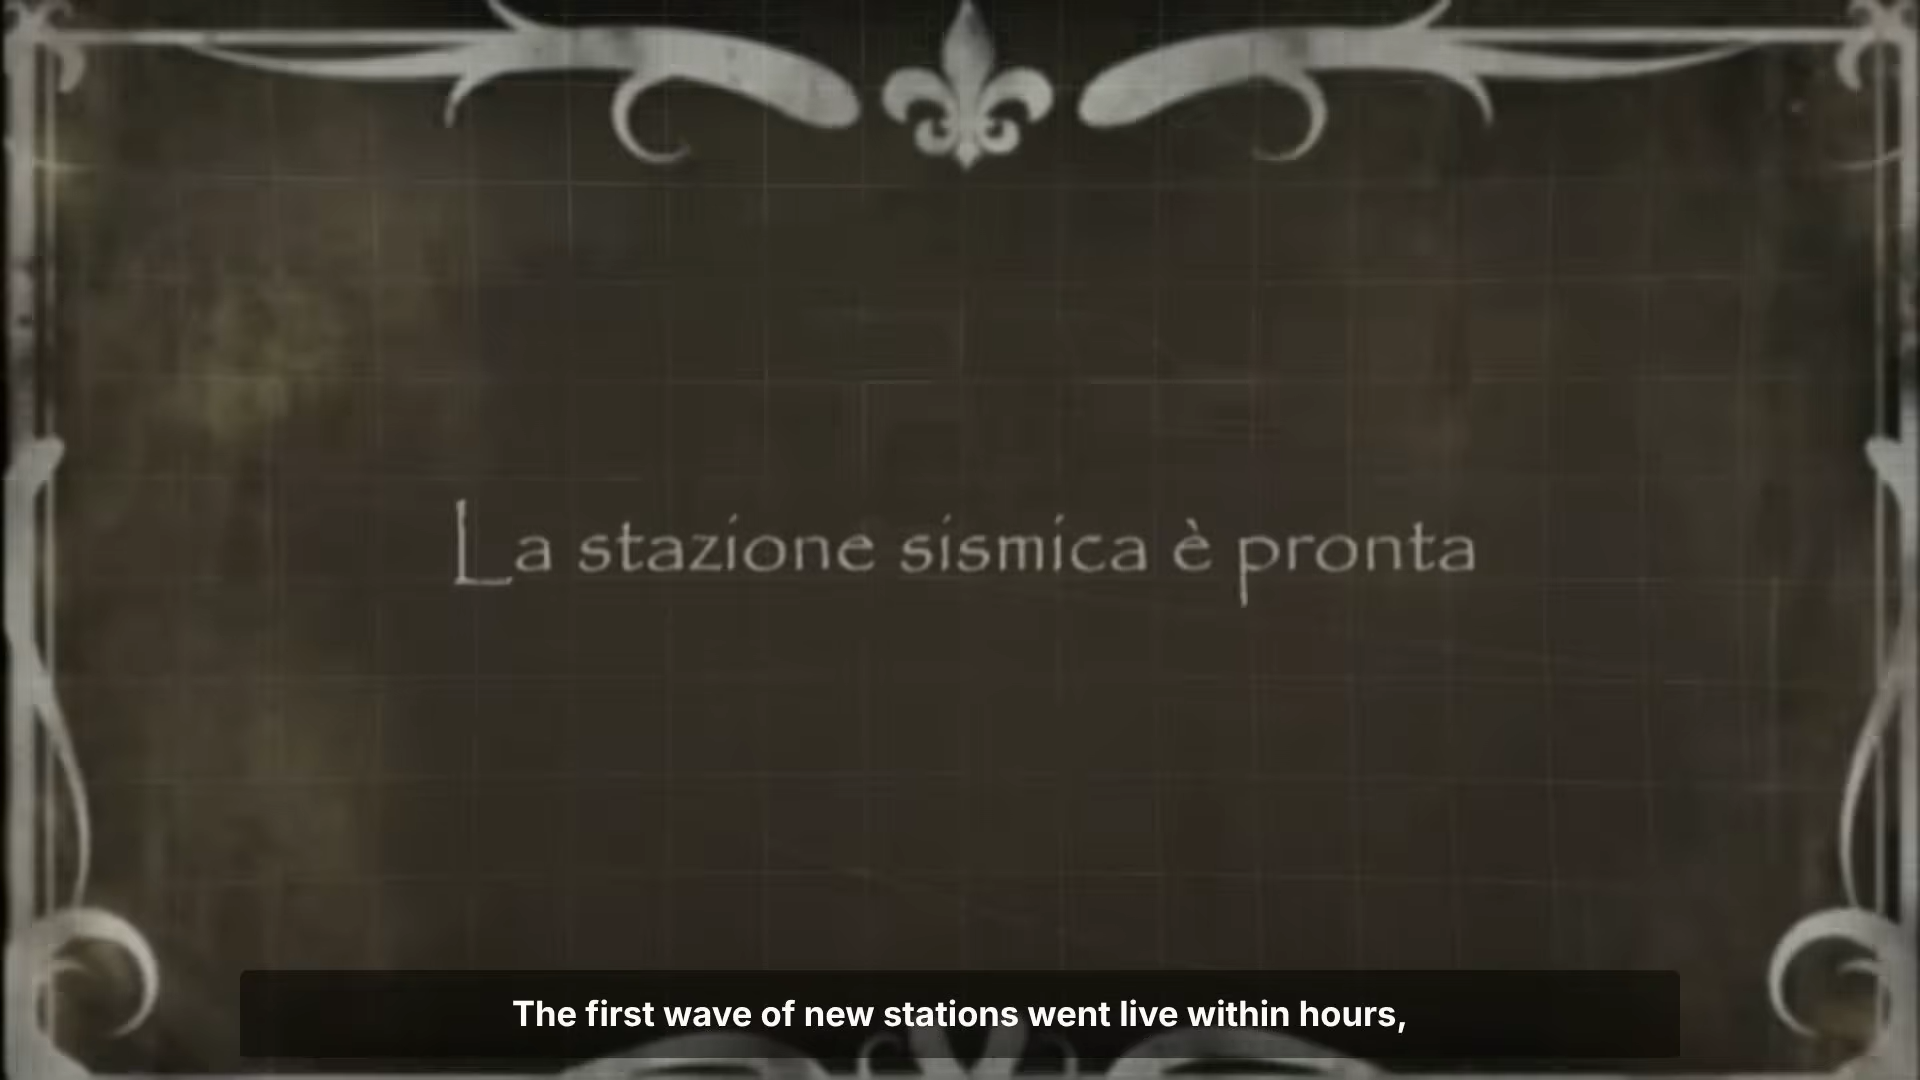 La stazione sismica è pronta
The first wave of new stations went live within hours,